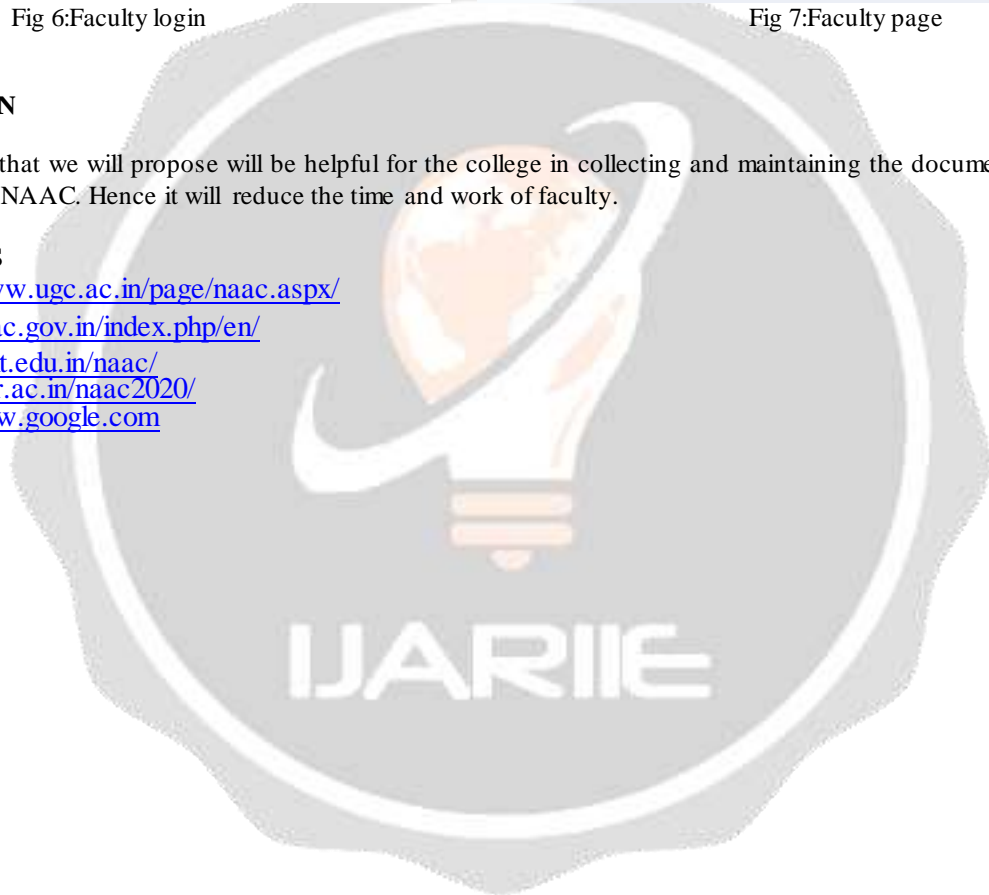 Fig 6:Faculty login Fig 7:Faculty page
N
that we will propose will be helpful for the college in collecting and maintaining the docume
NAAC. Hence it will reduce the time and work of faculty.
S
w.ugc.ac.in/page/naac.aspx/
c.gov.in/index.php/en/
t.edu.in/naac/
r.ac.in/naac2020/
w.google.com
IJARIIE